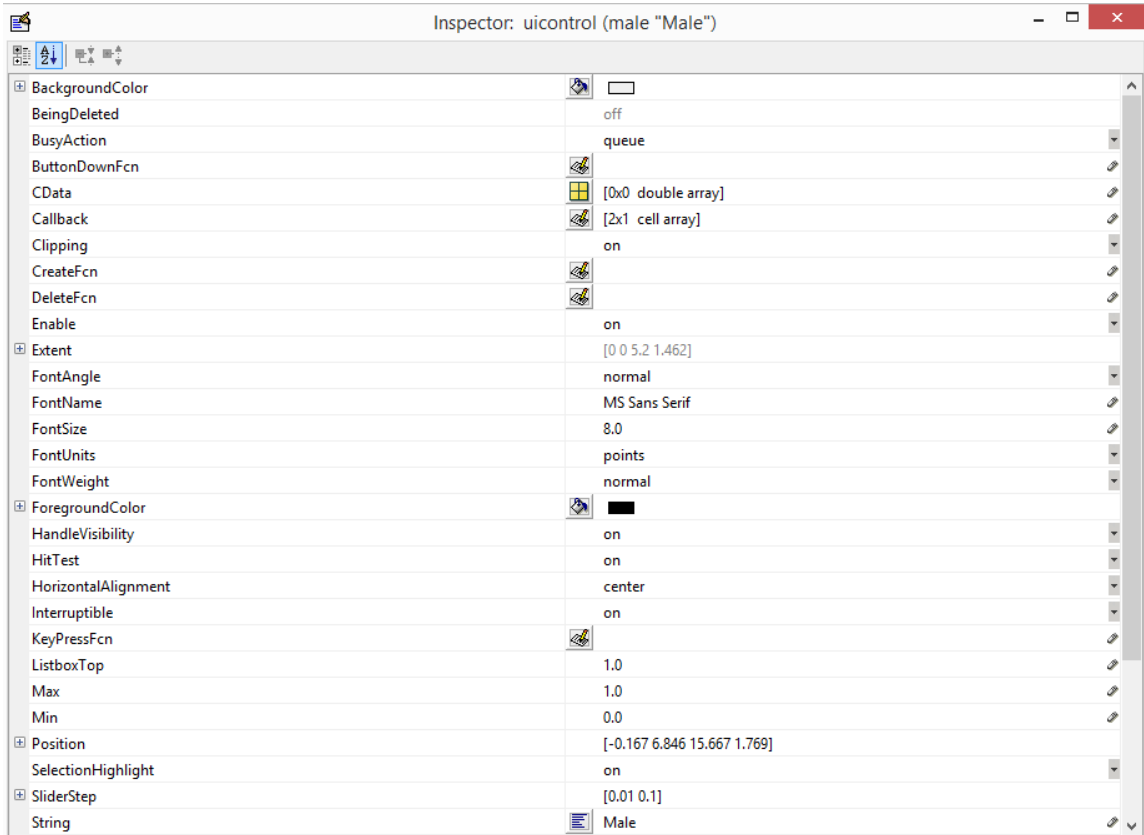 Inspector: uicontrol (male "Male")
BackgroundColor
BeingDeleted off
BusyAction queue
ButtonDownFcn
CData [0x0 double array]
Callback [2x1 cell array]
Clipping on
CreateFcn
DeleteFcn
Enable on
Extent [0 0 5.2 1.462]
FontAngle normal
FontName MS Sans Serif
FontSize 8.0
FontUnits points
FontWeight normal
ForegroundColor
HandleVisibility on
HitTest on
HorizontalAlignment center
Interruptible on
KeyPressFcn
ListboxTop 1.0
Max 1.0
Min 0.0
Position [-0.167 6.846 15.667 1.769]
SelectionHighlight on
SliderStep [0.01 0.1]
String Male